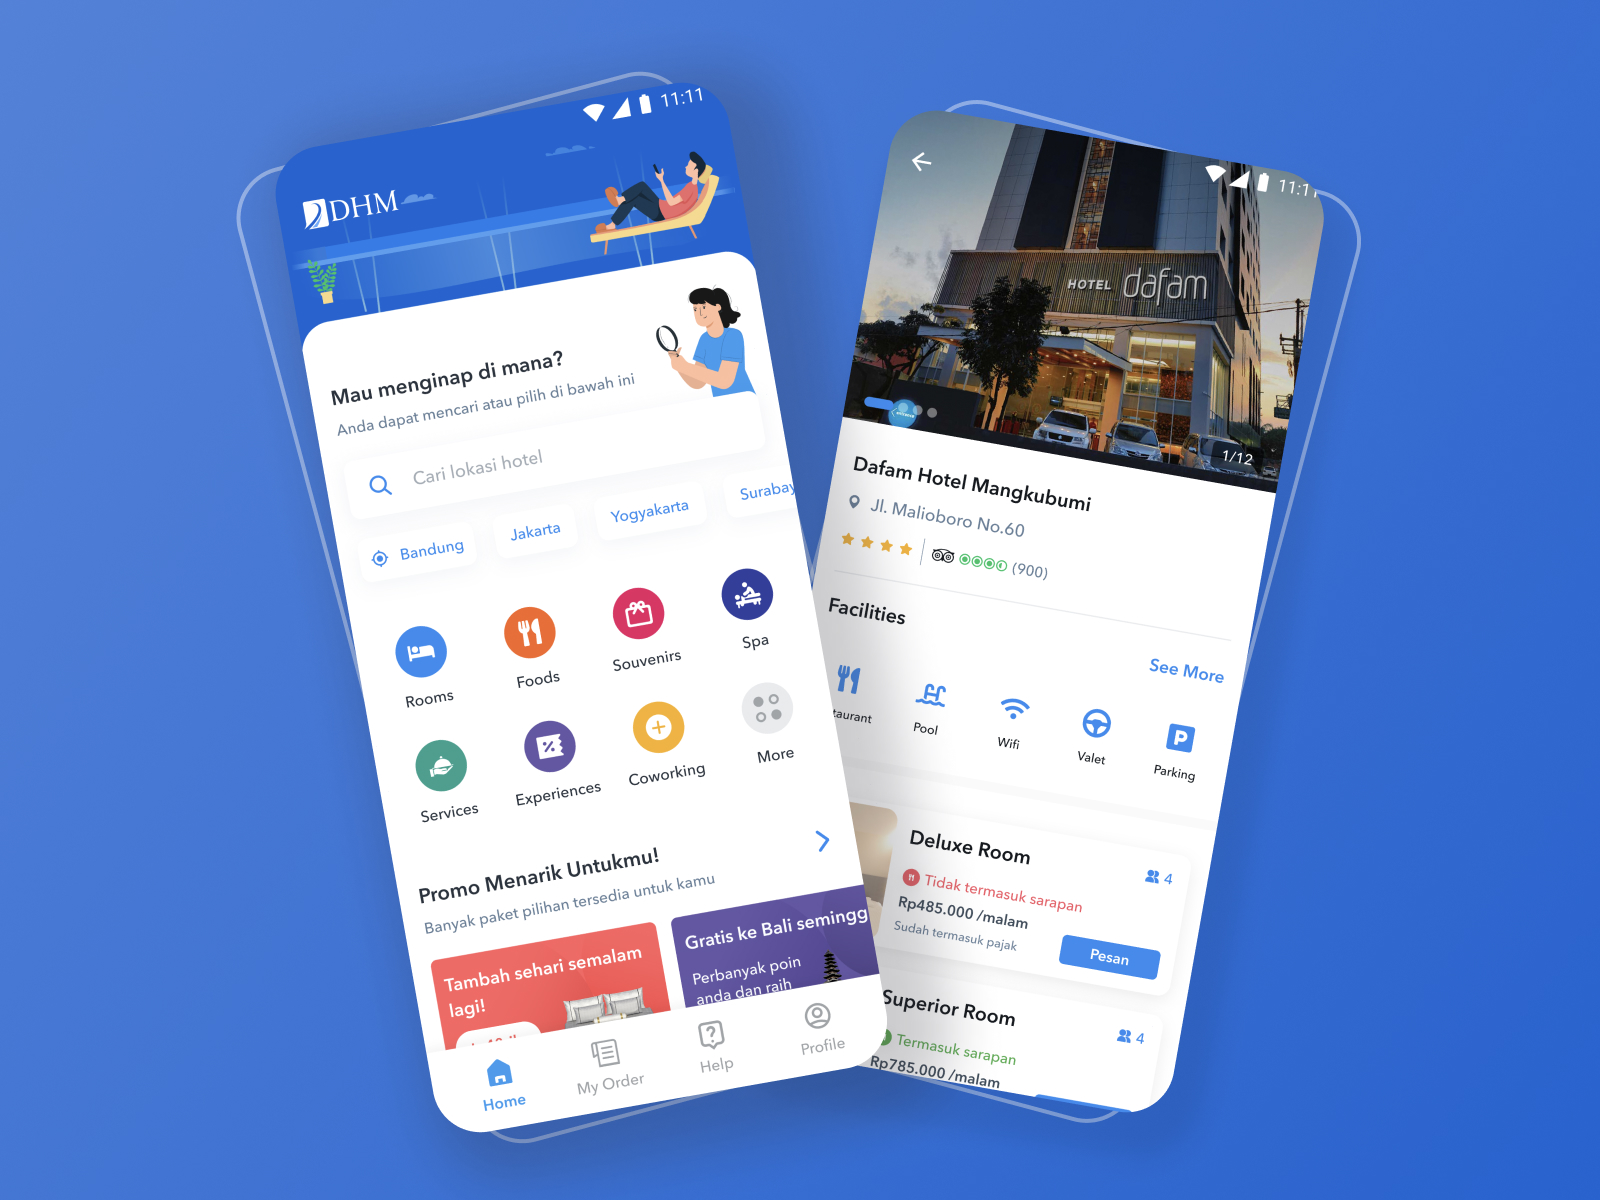 11:11
DHM
Mau menginap di mana?
Anda dapat mencari atau pilih di bawah ini
Cari lokasi hotel
Bandung
Jakarta
Yogyakarta
Surabay
Rooms
Foods
Souvenirs
Spa
Services
Experiences
Coworking
More
Promo Menarik Untukmu!
Banyak paket pilihan tersedia untuk kamu
Tambah sehari semalam
lagi!
Gratis ke Bali semingg
Perbanyak poin
anda dan raih
Home
My Order
Help
Profile
11:11
HOTEL dafam
1/12
Dafam Hotel Mangkubumi
Jl. Malioboro No.60
(900)
Facilities
See More
taurant
Pool
Wifi
Valet
P
Parking
Deluxe Room
4
Tidak termasuk sarapan
Rp485.000 /malam
Sudah termasuk pajak
Pesan
Superior Room
4
Termasuk sarapan
Rp785.000 /malam